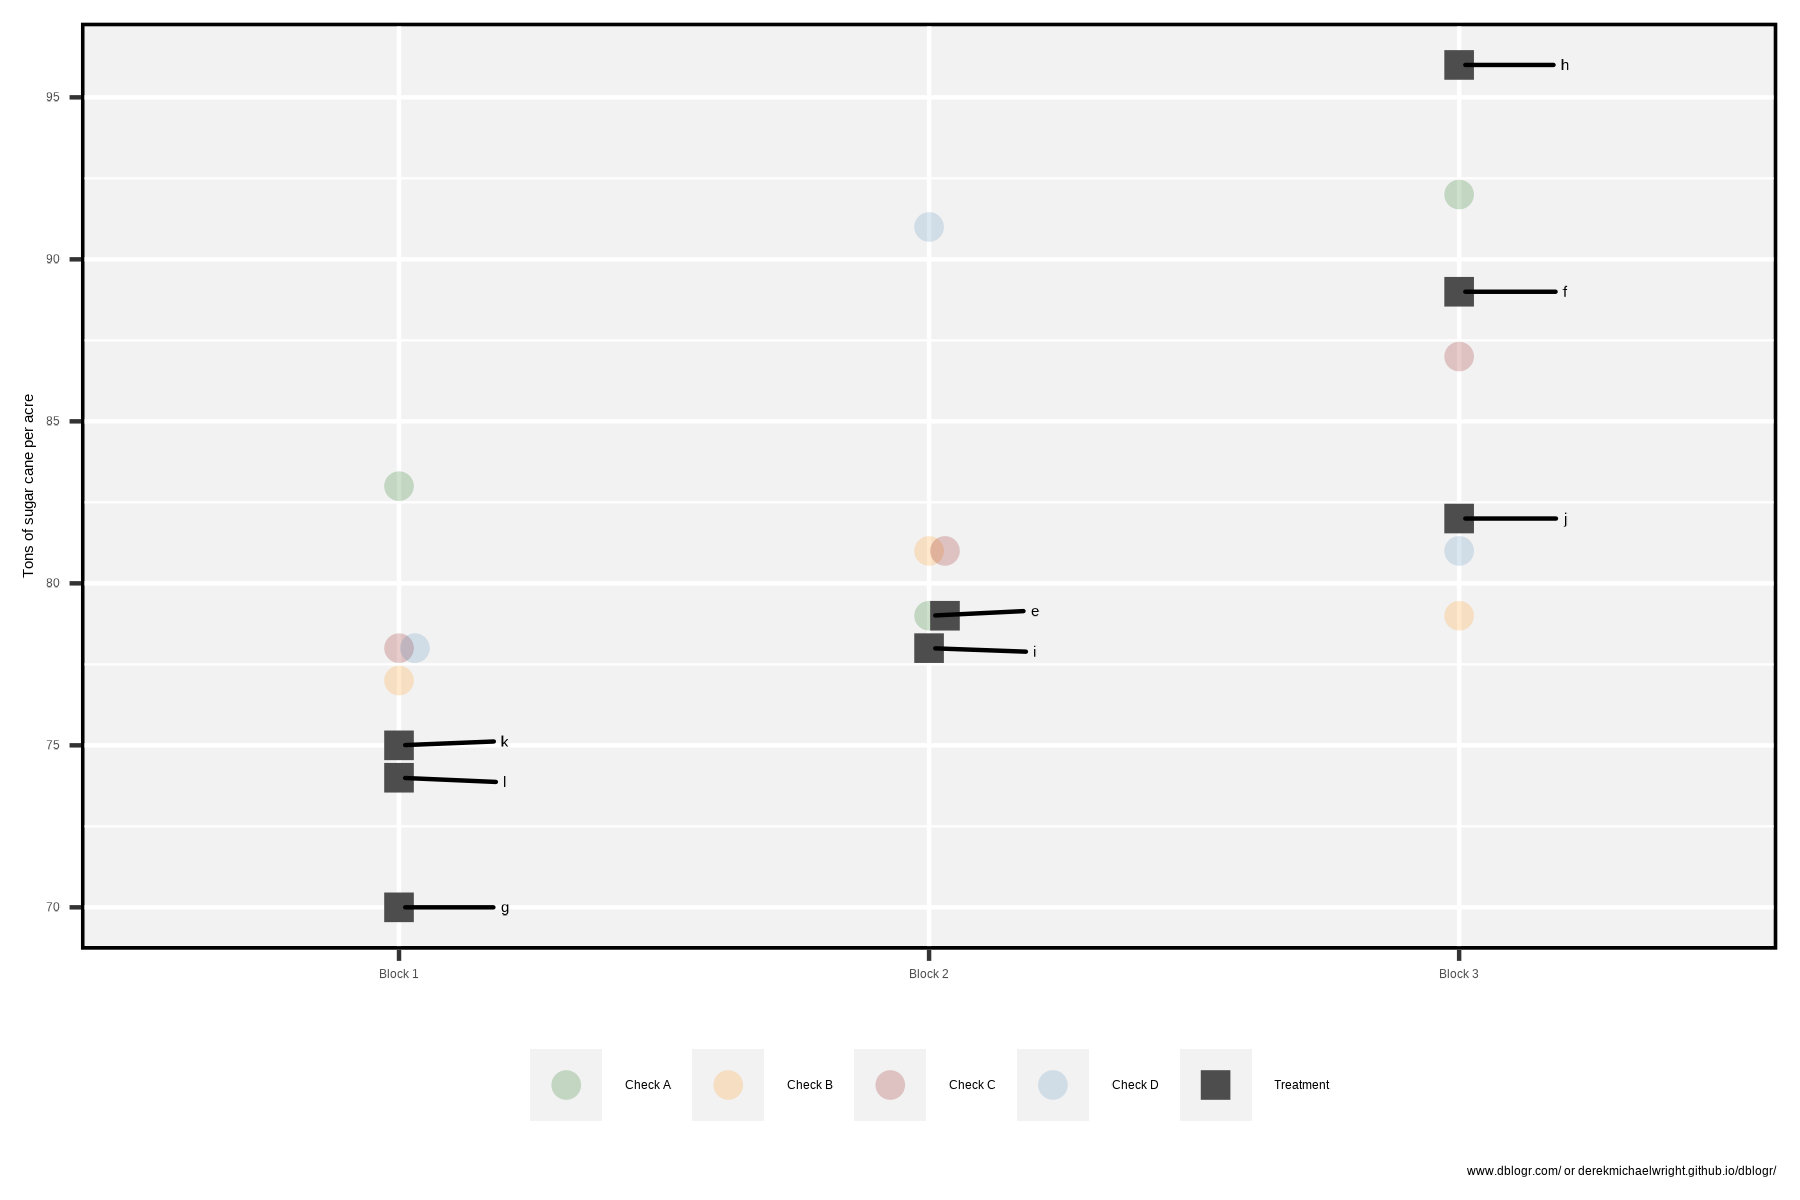 95
90
85
80
75
70
Tons of sugar cane per acre
h
f
j
e
i
k
l
g
Block 1
Block 2
Block 3
Check A
Check B
Check C
Check D
Treatment
www.dblogr.com/ or derekmichaelwright.github.io/dblogr/